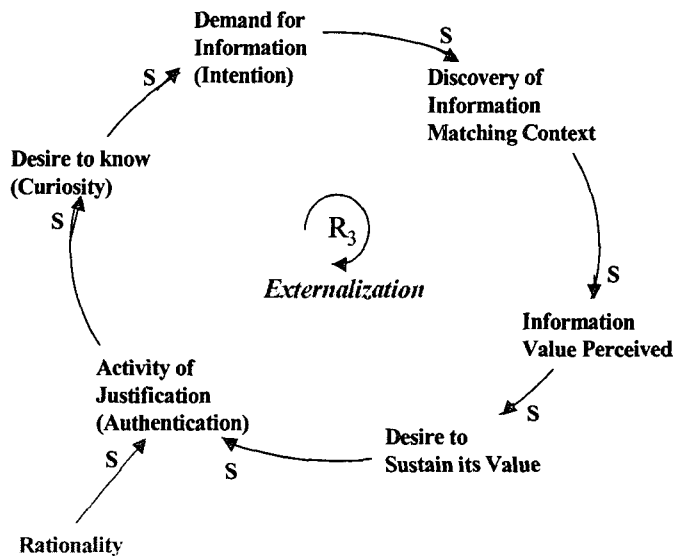 Demand for
Information
(Intention)
S
Discovery of
Information
Matching Context
S
Information
Value Perceived
S
Desire to
Sustain its Value
S
Activity of
Justification
(Authentication)
S
Rationality
S
Desire to know
(Curiosity)
S
R3
Externalization